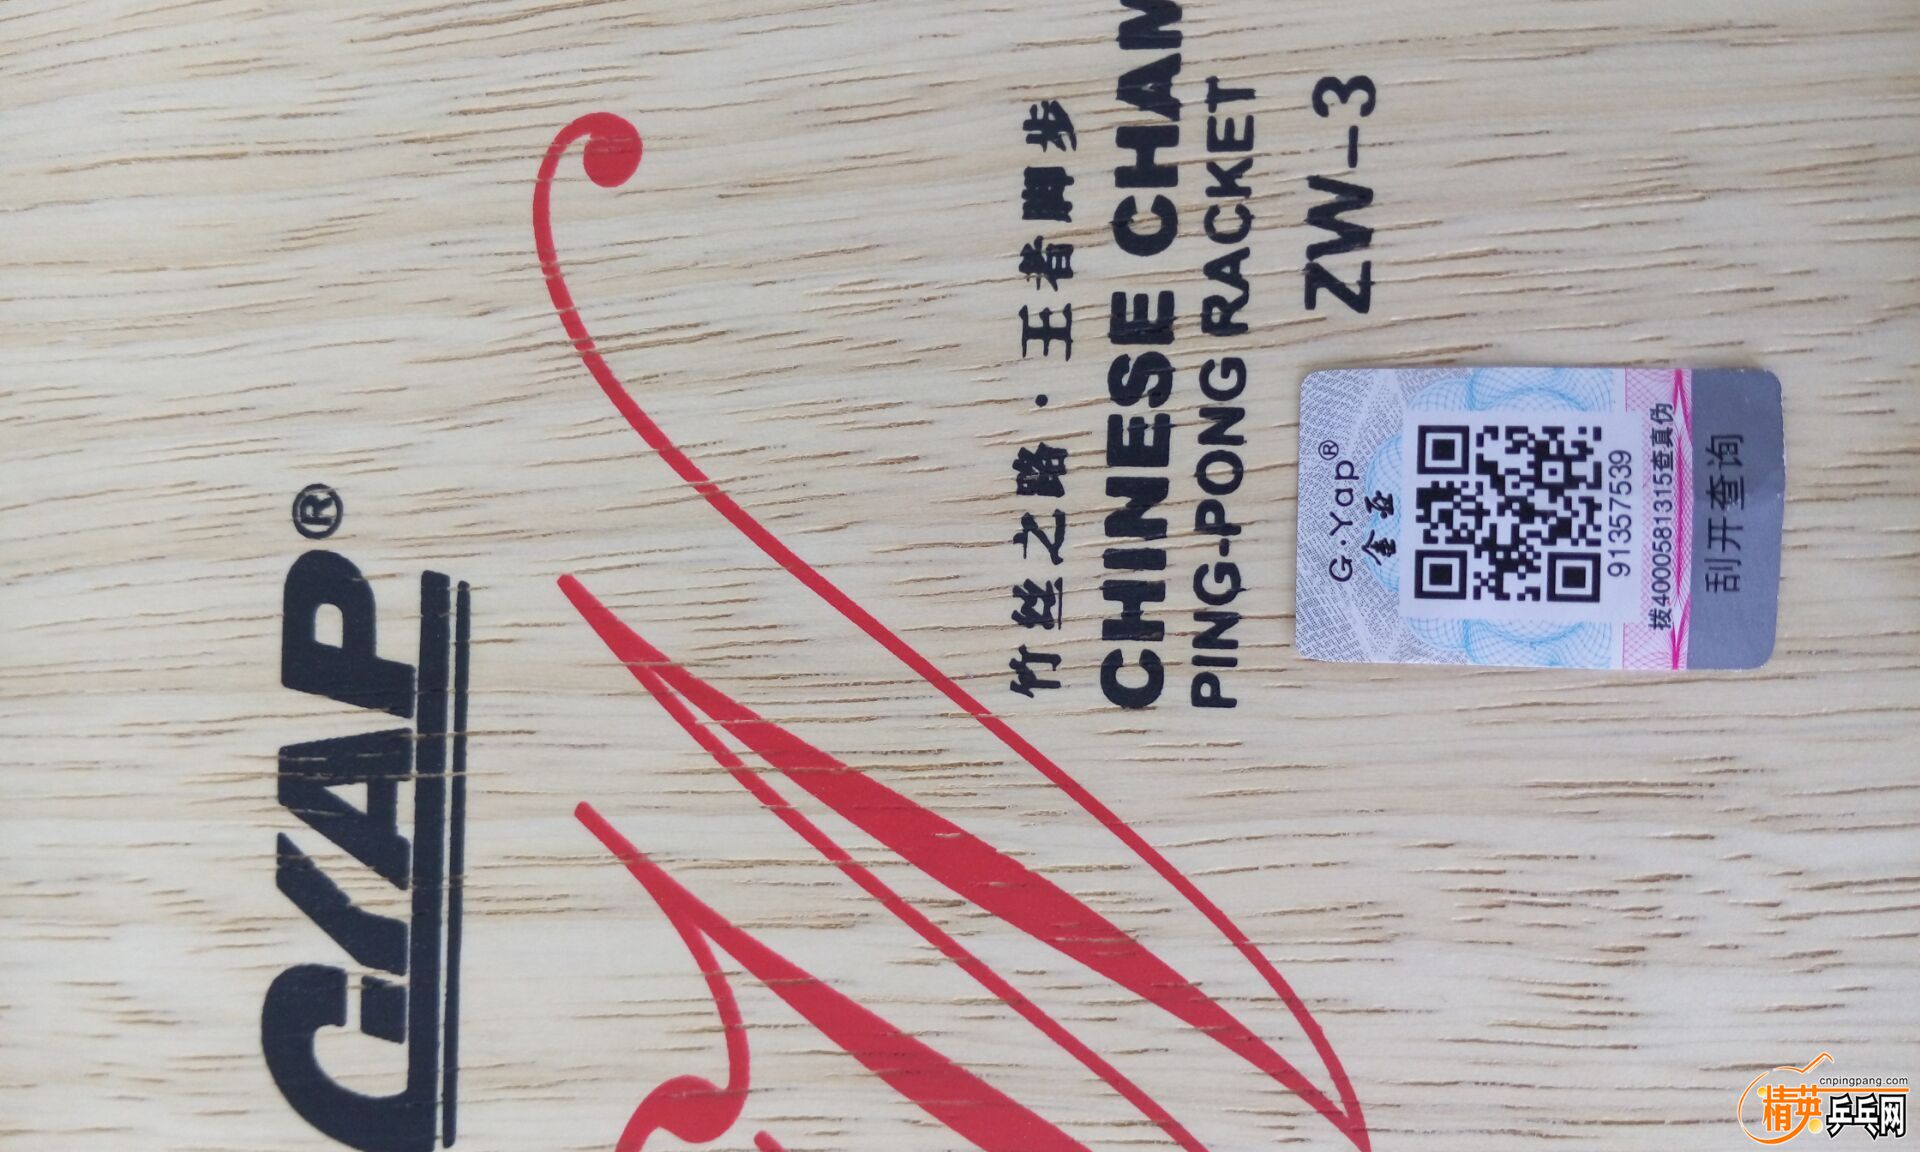 GYAP®
竹丝之路·王者脚步
CHINESE CHAM
PING-PONG RACKET
ZW-3
G·Yap®
金亚
91357539
拨4000581315查真伪
刮开查询
cnpingpang.com
精英乒乓网